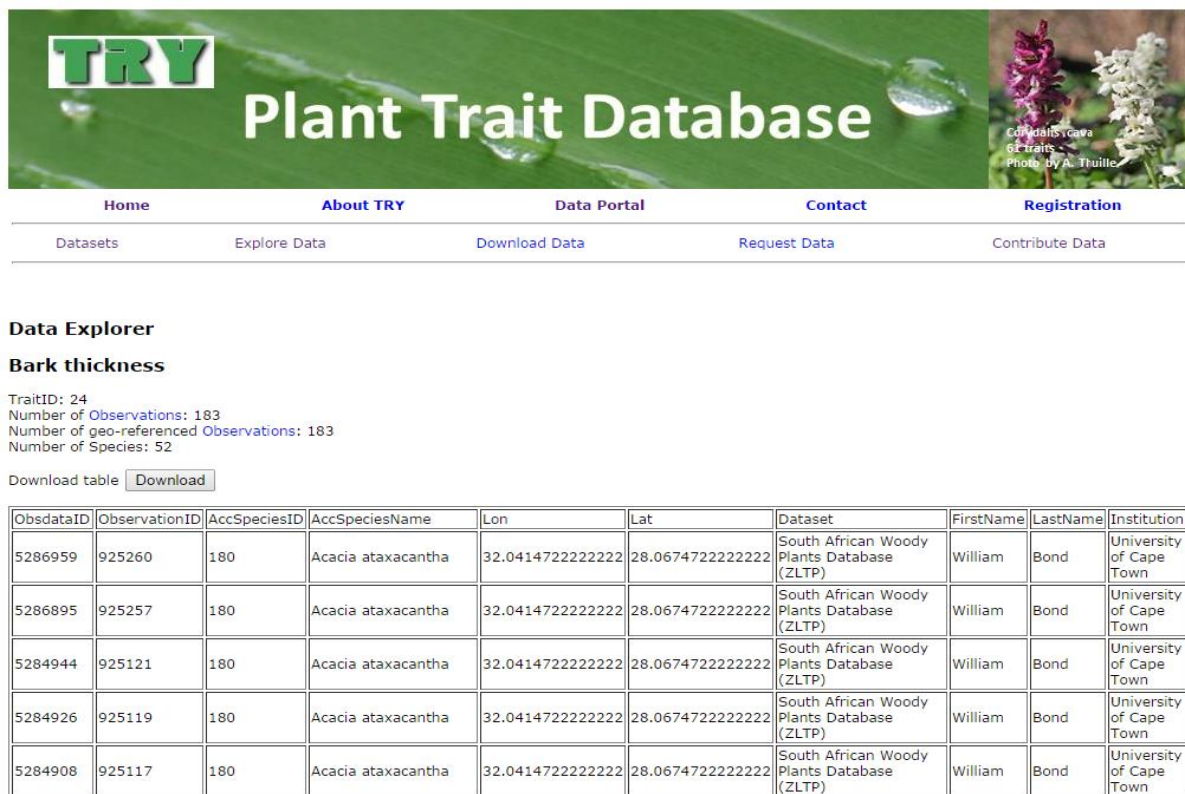 TRY
Plant Trait Database
Corydalis cava
61 traits
Photo by A. Thuille
Home About TRY Data Portal Contact Registration
Datasets Explore Data Download Data Request Data Contribute Data
Data Explorer
Bark thickness
TraitID: 24
Number of Observations: 183
Number of geo-referenced Observations: 183
Number of Species: 52
Download table Download
ObsdataID ObservationID AccSpeciesID AccSpeciesName Lon Lat Dataset FirstName LastName Institution
5286959 925260 180 Acacia ataxacantha 32.0414722222222 28.0674722222222 South African Woody Plants Database (ZLTP) William Bond University of Cape Town
5286895 925257 180 Acacia ataxacantha 32.0414722222222 28.0674722222222 South African Woody Plants Database (ZLTP) William Bond University of Cape Town
5284944 925121 180 Acacia ataxacantha 32.0414722222222 28.0674722222222 South African Woody Plants Database (ZLTP) William Bond University of Cape Town
5284926 925119 180 Acacia ataxacantha 32.0414722222222 28.0674722222222 South African Woody Plants Database (ZLTP) William Bond University of Cape Town
5284908 925117 180 Acacia ataxacantha 32.0414722222222 28.0674722222222 South African Woody Plants Database (ZLTP) William Bond University of Cape Town